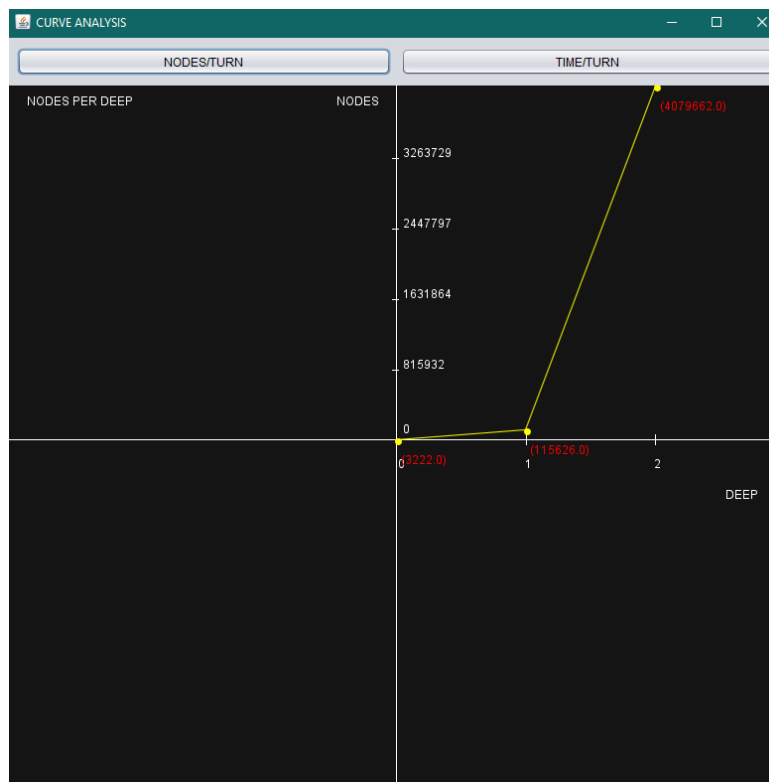 CURVE ANALYSIS
NODES/TURN
TIME/TURN
NODES PER DEEP
NODES
(4079662.0)
3263729
2447797
1631864
815932
0
(115626.0)
0
(3222.0)
1
2
DEEP